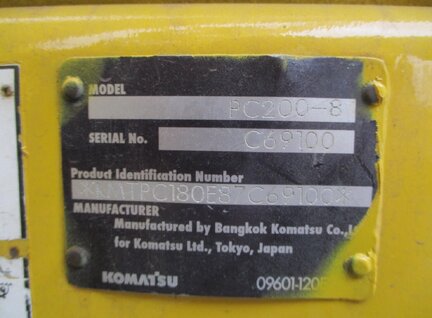 MODEL PC200-8
SERIAL No. C69100
Product Identification Number
*KMTPC180E87C69100*
MANUFACTURER
Manufactured by Bangkok Komatsu Co.,
for Komatsu Ltd., Tokyo, Japan
KOMATSU 09601-120